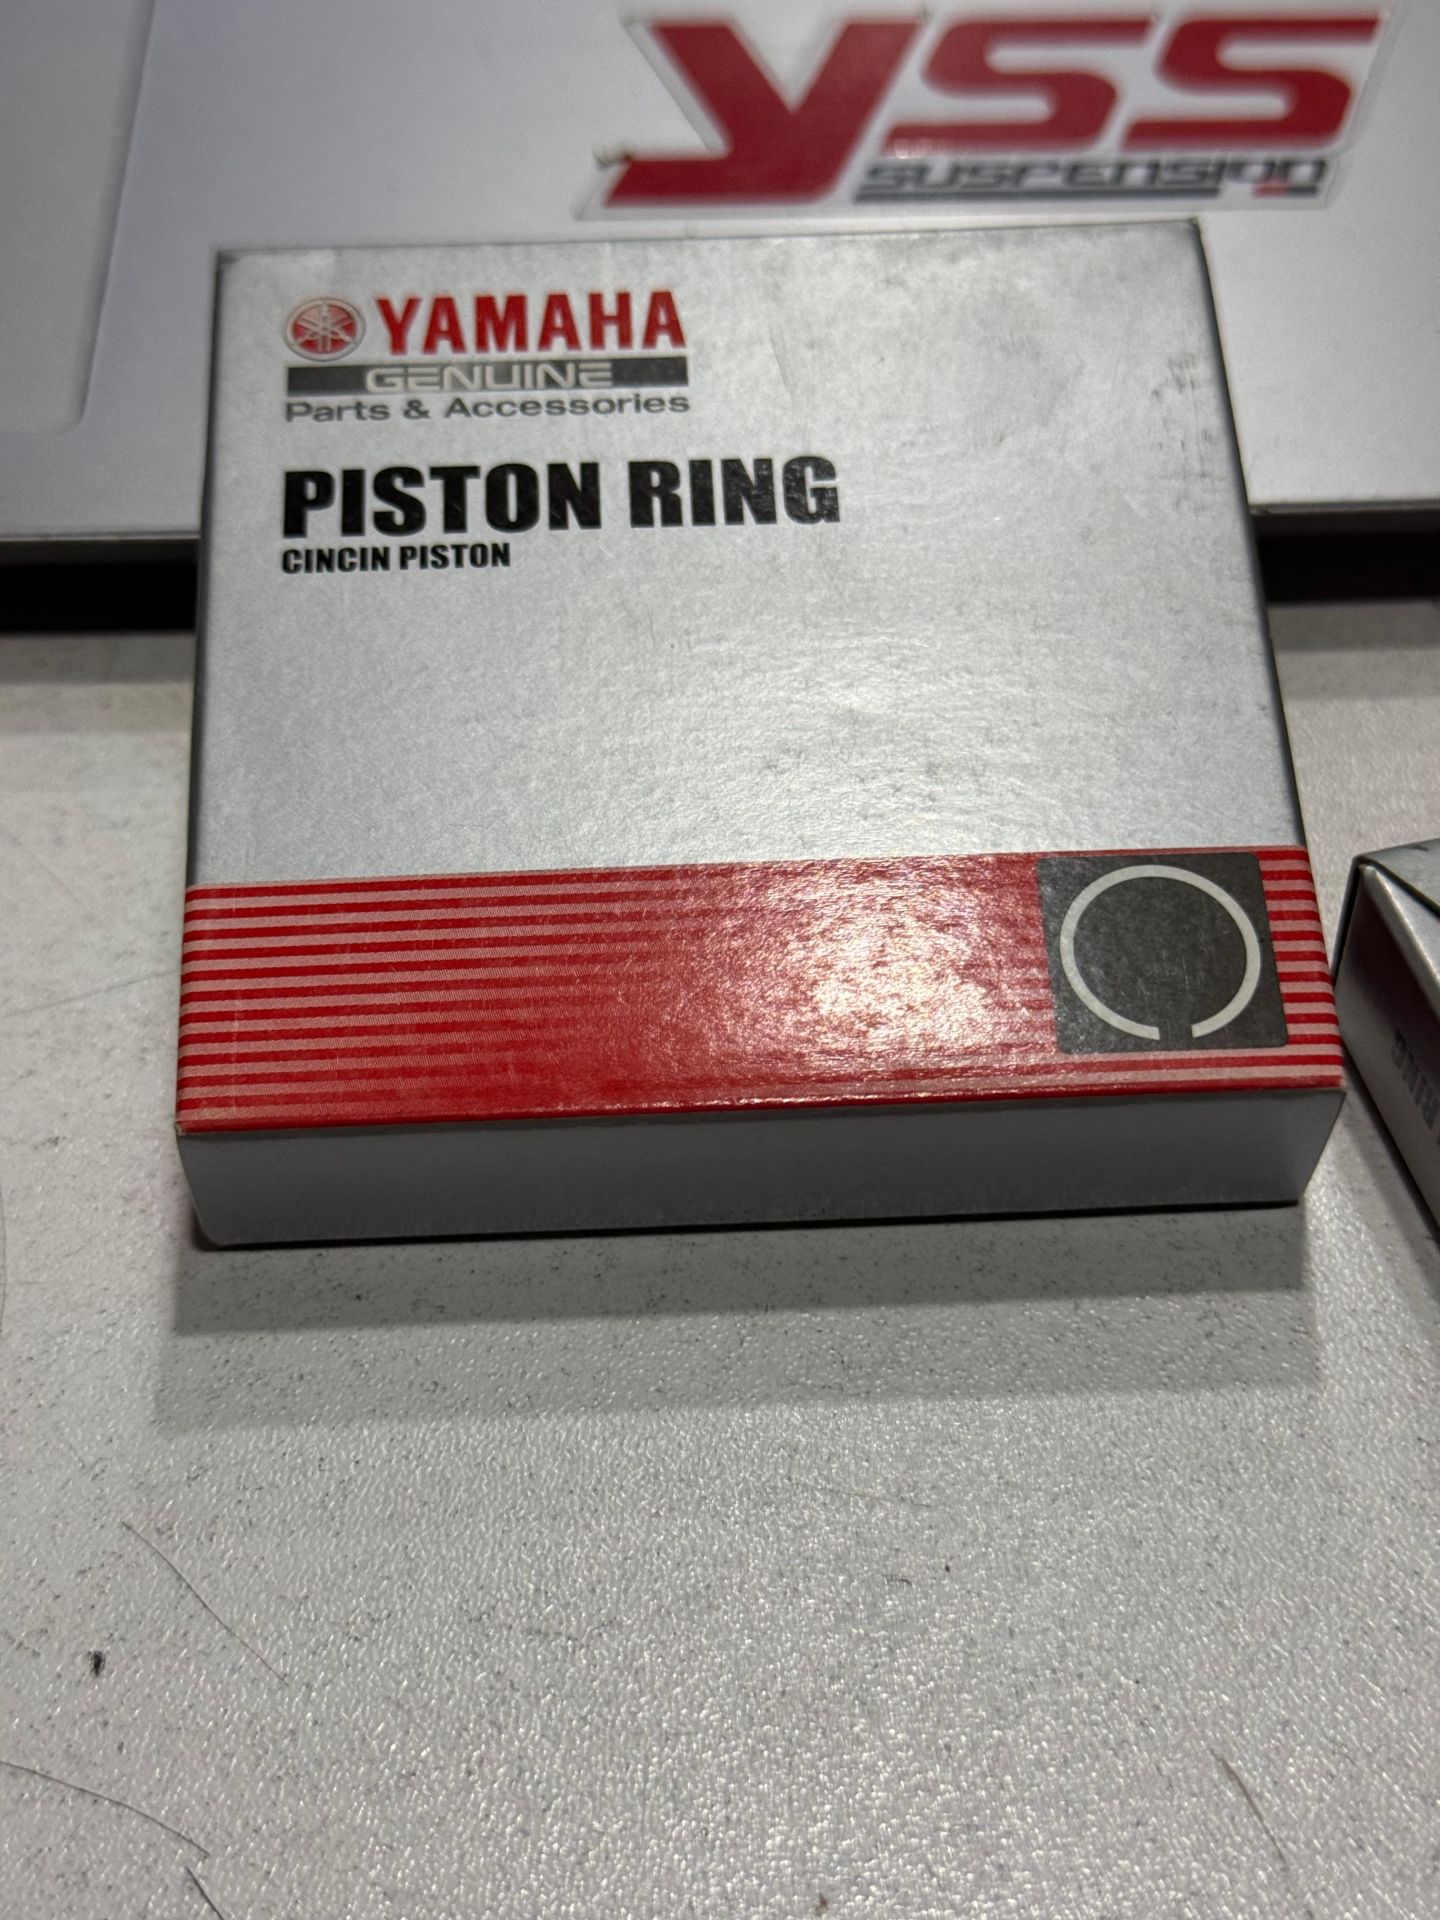 YSS
SUSPENSION
YAMAHA
GENUINE
Parts & Accessories
PISTON RING
CINCIN PISTON